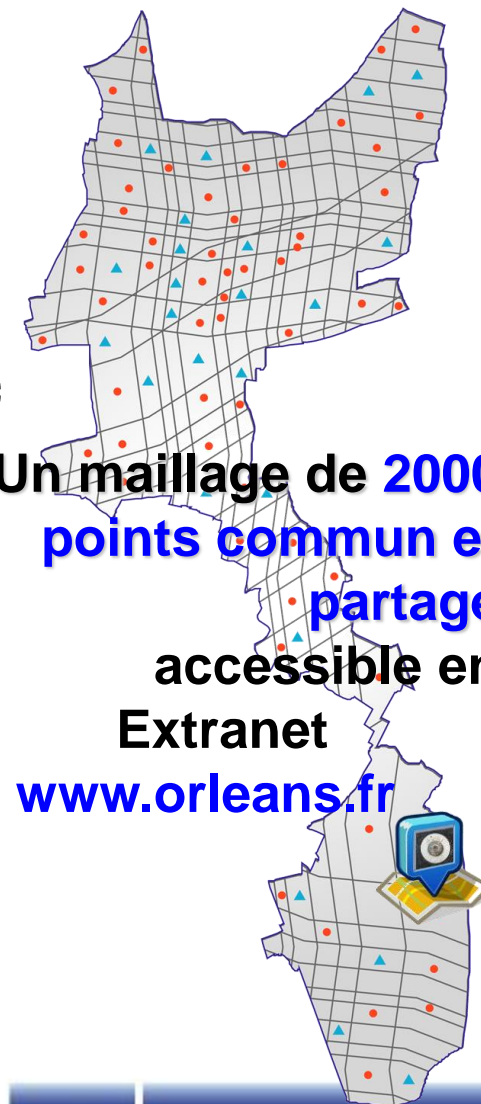 Un maillage de 2000
points commun e
partage
accessible en
Extranet
www.orleans.fr